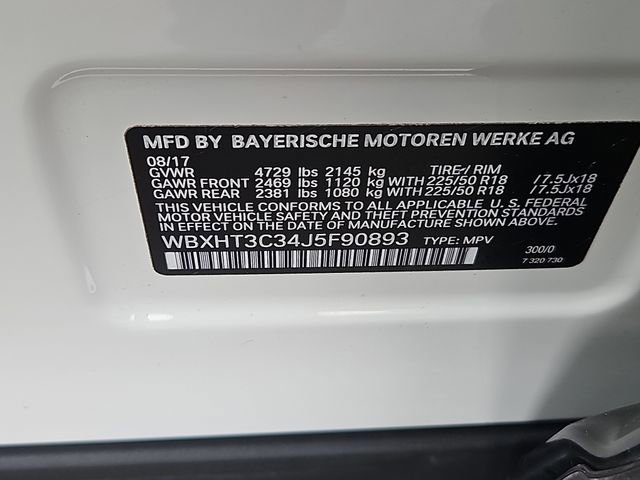 MFD BY BAYERISCHE MOTOREN WERKE AG
08/17
GVWR 4729 lbs 2145 kg TIRE / RIM
GAWR FRONT 2469 lbs 1120 kg WITH 225/50 R18 /7.5Jx18
GAWR REAR 2381 lbs 1080 kg WITH 225/50 R18 /7.5Jx18
THIS VEHICLE CONFORMS TO ALL APPLICABLE U.S. FEDERAL
MOTOR VEHICLE SAFETY AND THEFT PREVENTION STANDARDS IN
EFFECT ON THE DATE OF MANUFACTURE SHOWN ABOVE.
WBXHT3C34J5F90893 TYPE: MPV
300/0
7 320 730